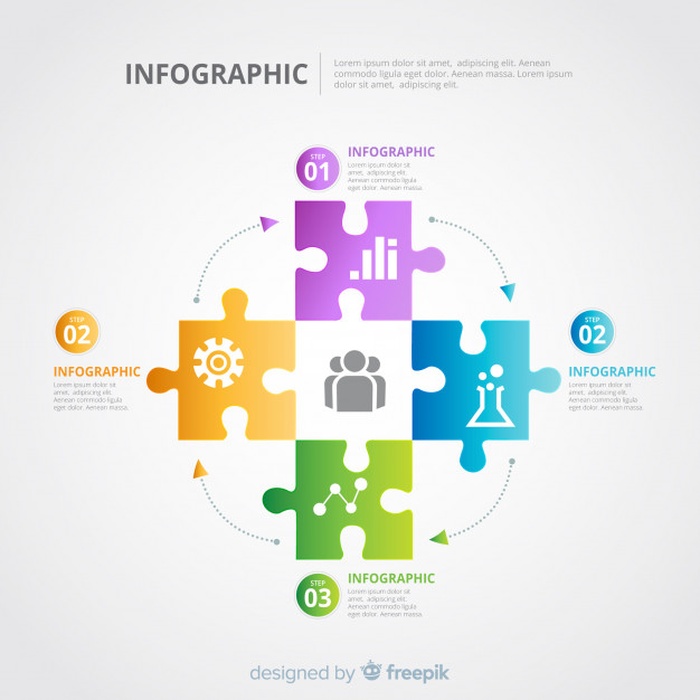 INFOGRAPHIC
Lorem ipsum dolor sit amet, adipiscing elit. Aenean
commodo ligula eget dolor. Aenean massa. Lorem ipsum
dolor sit amet, adipiscing elit.
STEP
01
INFOGRAPHIC
Lorem ipsum dolor sit
amet, adipiscing elit.
Aenean commodo ligula
eget dolor. Aenean massa.
STEP
02
INFOGRAPHIC
Lorem ipsum dolor sit
amet, adipiscing elit.
Aenean commodo ligula
eget dolor. Aenean massa.
STEP
02
INFOGRAPHIC
Lorem ipsum dolor sit
amet, adipiscing elit.
Aenean commodo ligula
eget dolor. Aenean massa.
STEP
03
INFOGRAPHIC
Lorem ipsum dolor sit
amet, adipiscing elit.
Aenean commodo ligula
eget dolor. Aenean massa.
designed by freepik